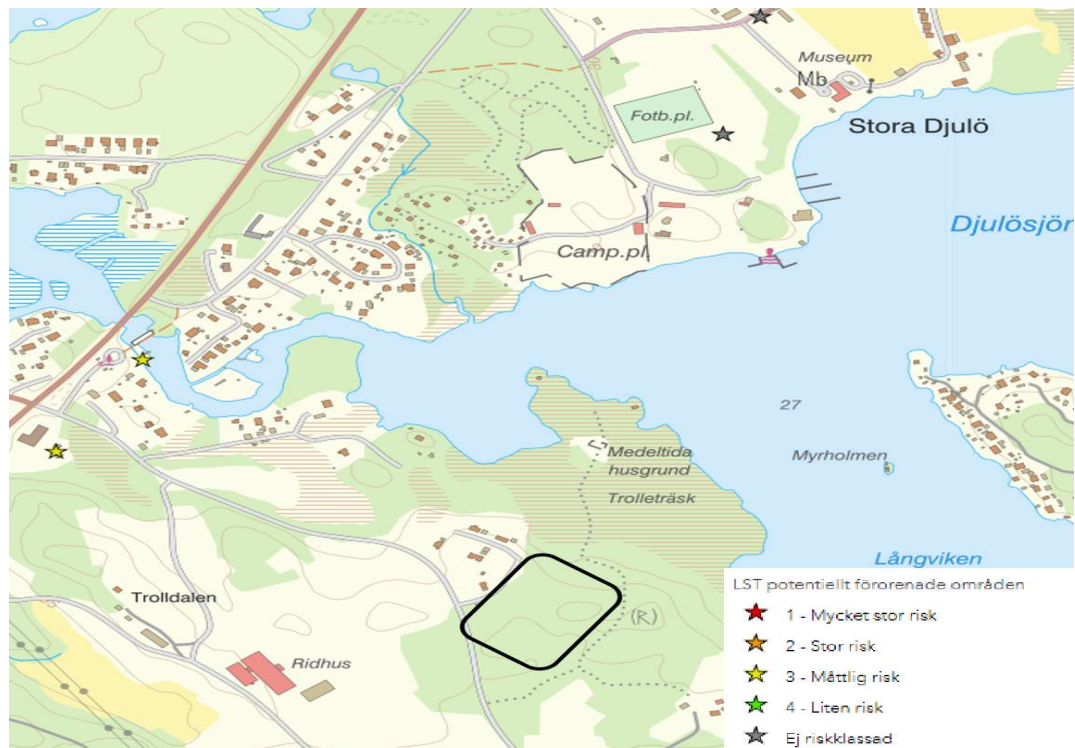 Museum
Mb
Fotb.pl.
Stora Djulö
Djulösjör
Camp.pl
27
Medeltida
husgrund
Myrholmen
Trolleträsk
Långviken
Trolldalen
(R)
Ridhus
LST potentiellt förorenade områden
1 - Mycket stor risk
2 - Stor risk
3 - Måttlig risk
4 - Liten risk
Ej riskklassad